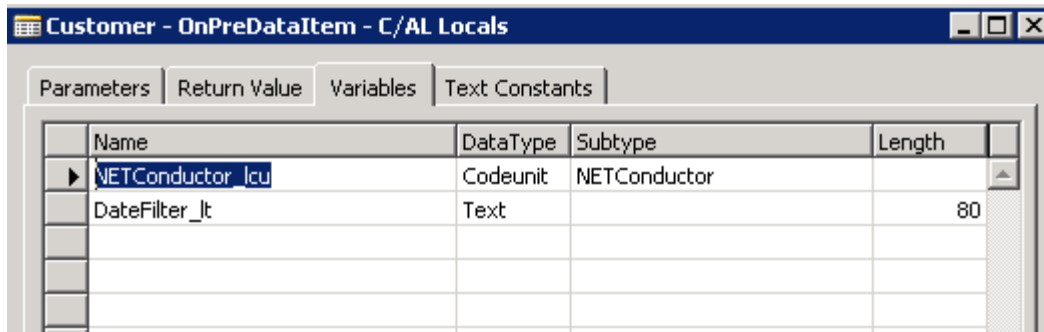 Customer - OnPreDataItem - C/AL Locals
Parameters Return Value Variables Text Constants
Name DataType Subtype Length
NETConductor_lcu Codeunit NETConductor
DateFilter_lt Text 80